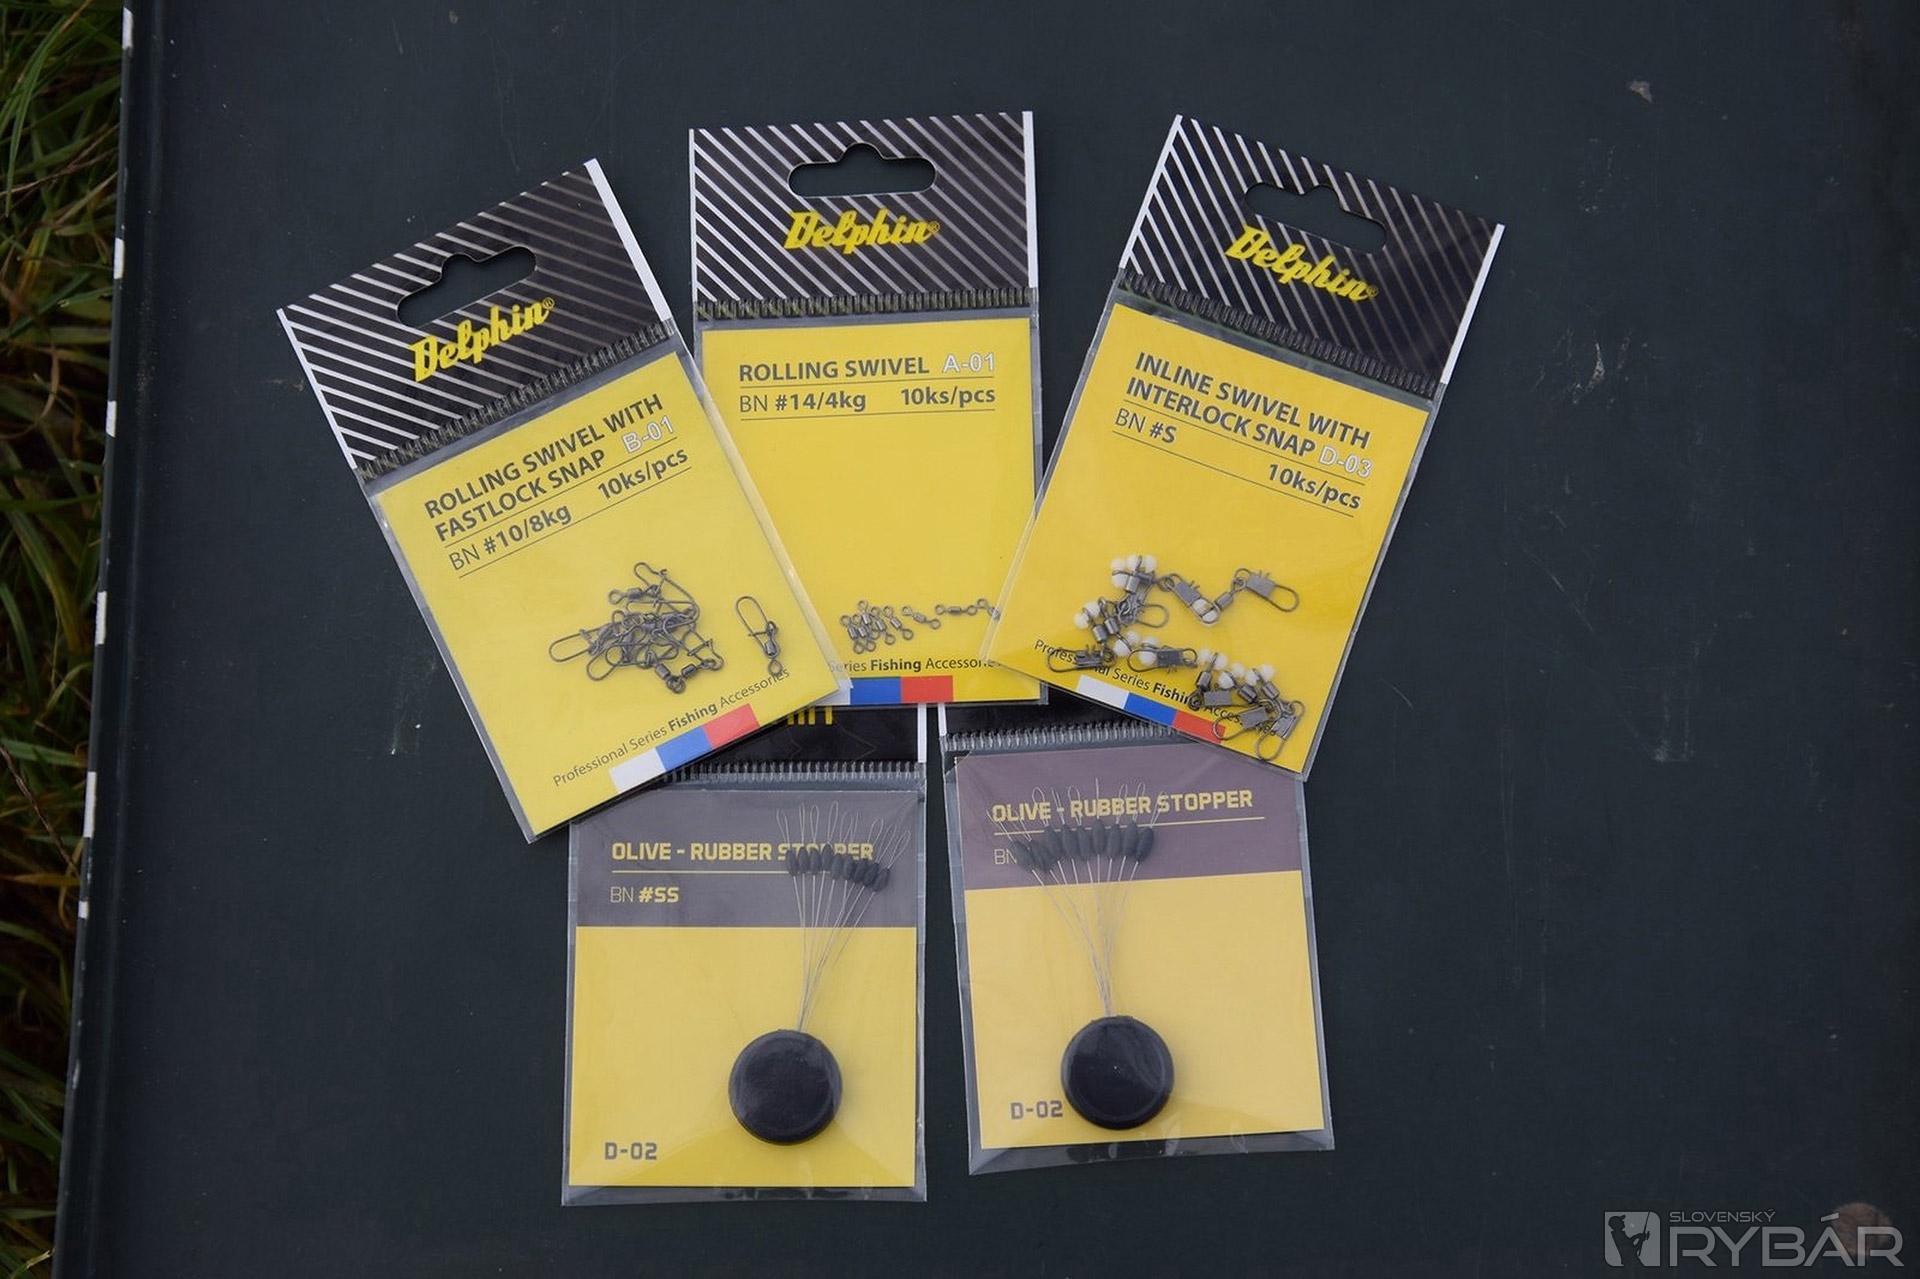 Delphin®
ROLLING SWIVEL WITH
FASTLOCK SNAP B-01
BN #10/8kg 10ks/pcs
Professional Series Fishing Accessories
Delphin®
ROLLING SWIVEL A-01
BN #14/4kg 10ks/pcs
Series Fishing Accessories
Delphin®
INLINE SWIVEL WITH
INTERLOCK SNAP D-03
BN #S
10ks/pcs
Professional Series Fishing Accessories
OLIVE - RUBBER STOPPER
BN #SS
D-02
OLIVE - RUBBER STOPPER
BN
D-02
SLOVENSKÝ
RYBÁR